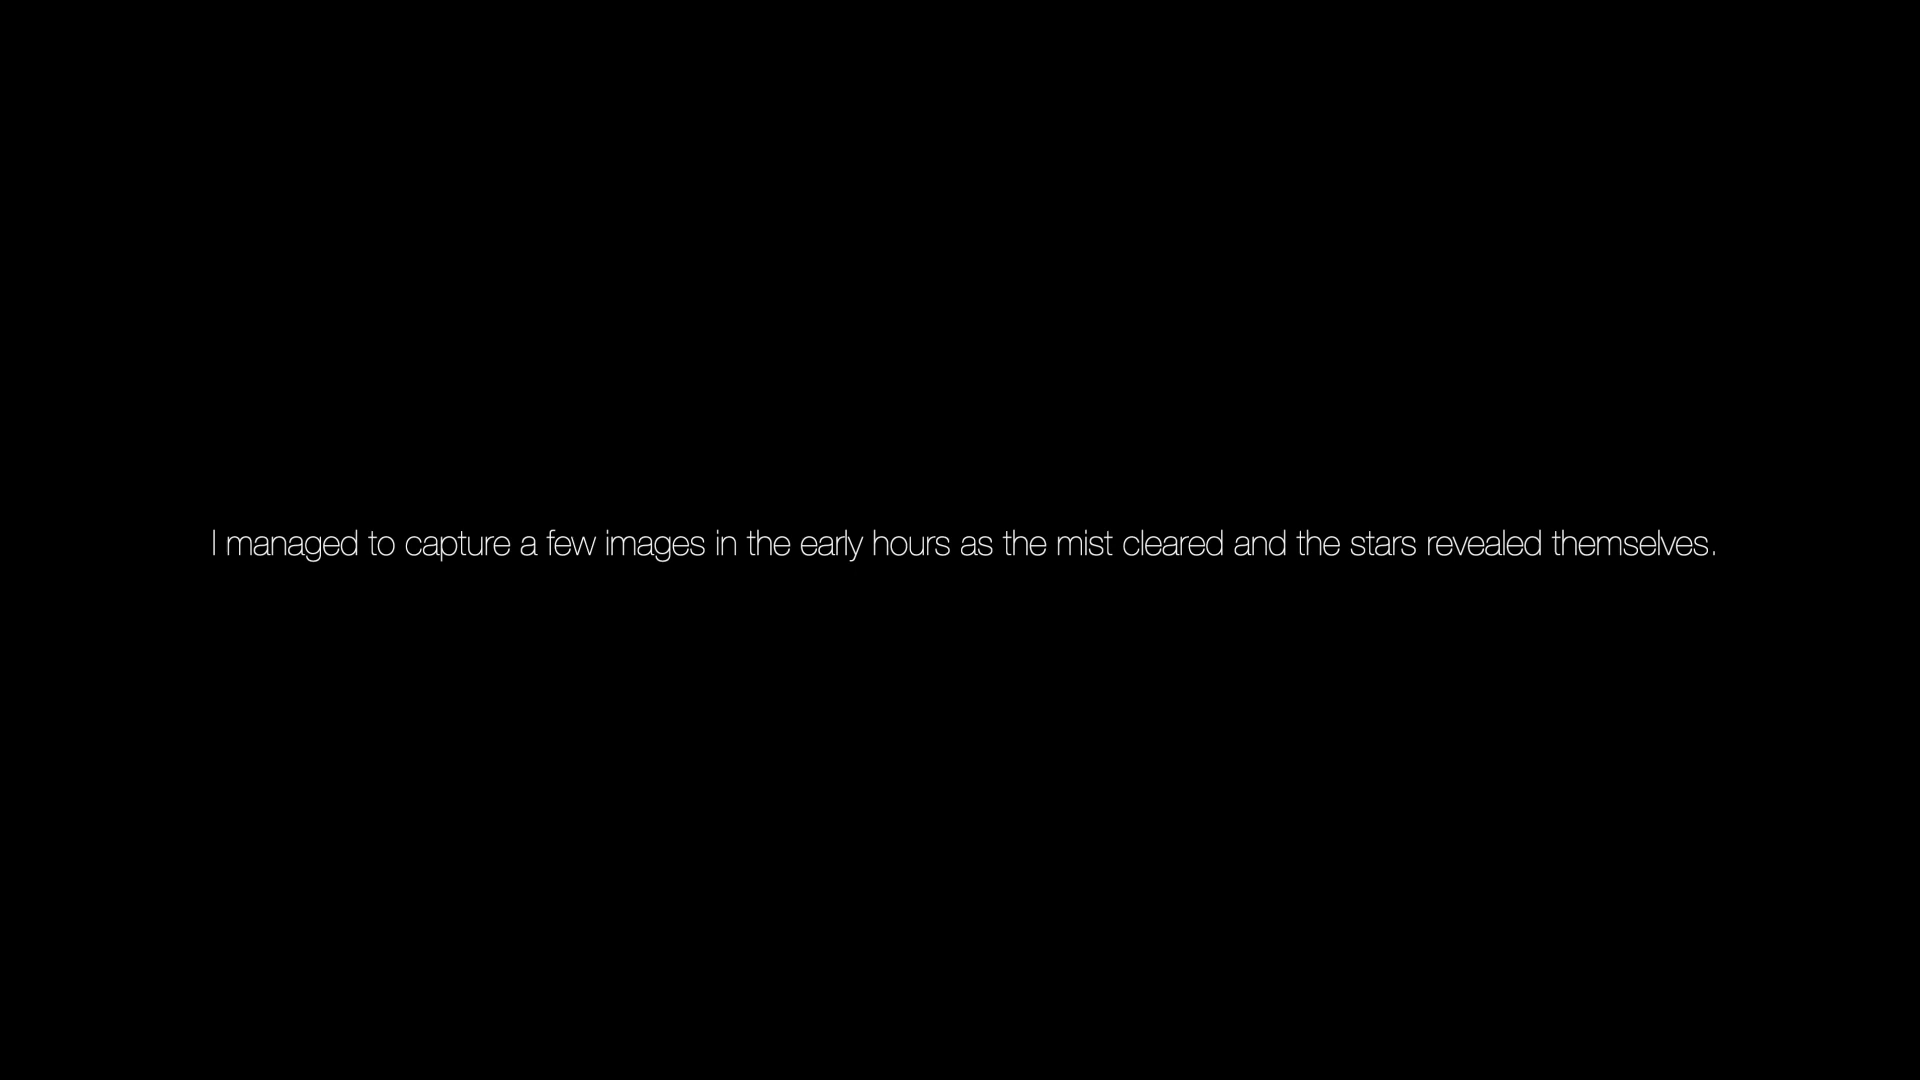 I managed to capture a few images in the early hours as the mist cleared and the stars revealed themselves.